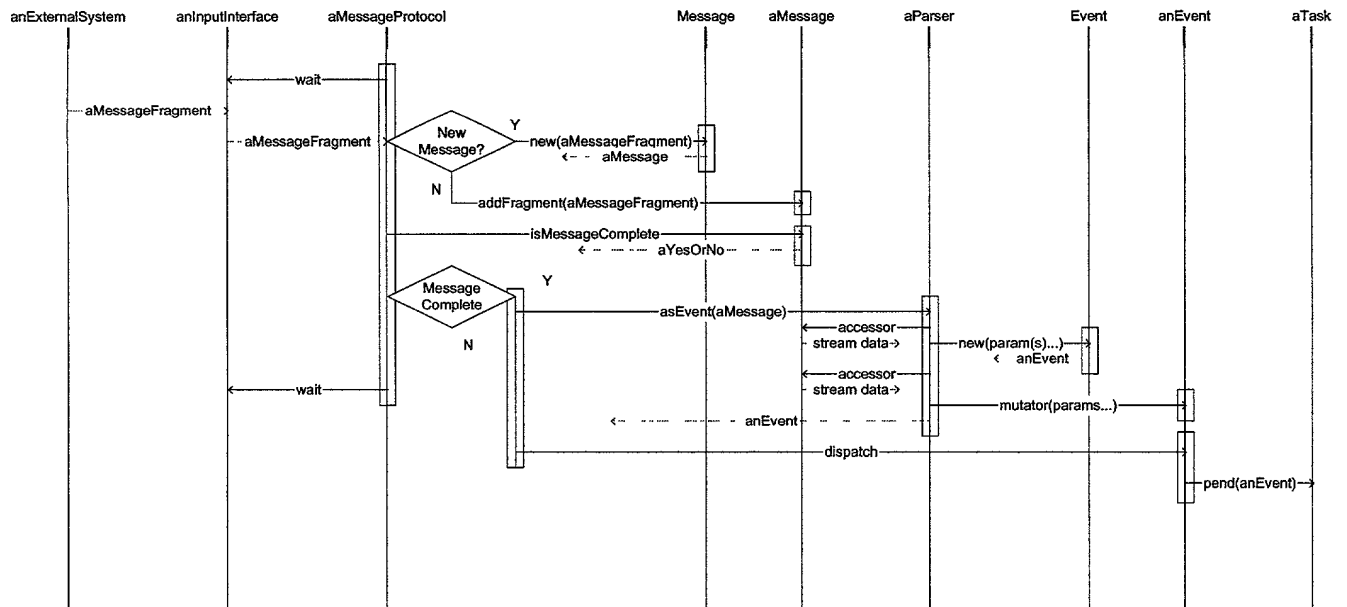 anExternalSystem
anInputInterface
aMessageProtocol
Message
aMessage
aParser
Event
anEvent
aTask
wait
aMessageFragment
aMessageFragment
New
Message?
Y
new(aMessageFragment)
aMessage
N
addFragment(aMessageFragment)
isMessageComplete
aYesOrNo
Message
Complete
Y
asEvent(aMessage)
accessor
stream data
new(param(s)...)
anEvent
N
accessor
stream data
wait
mutator(params...)
anEvent
dispatch
pend(anEvent)